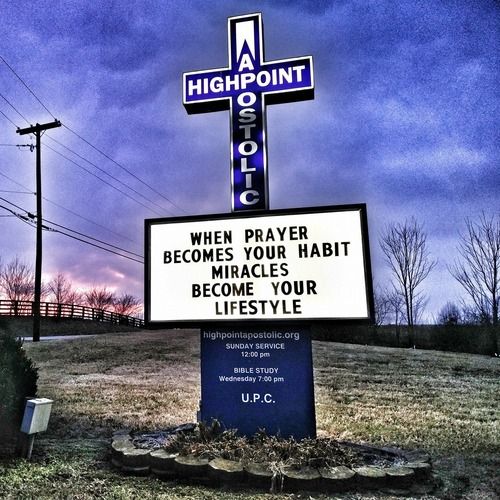 HIGHPOINT
APOSTOLIC
WHEN PRAYER
BECOMES YOUR HABIT
MIRACLES
BECOME YOUR
LIFESTYLE
highpointapostolic.org
SUNDAY SERVICE
12:00 pm
BIBLE STUDY
Wednesday 7:00 pm
U.P.C.